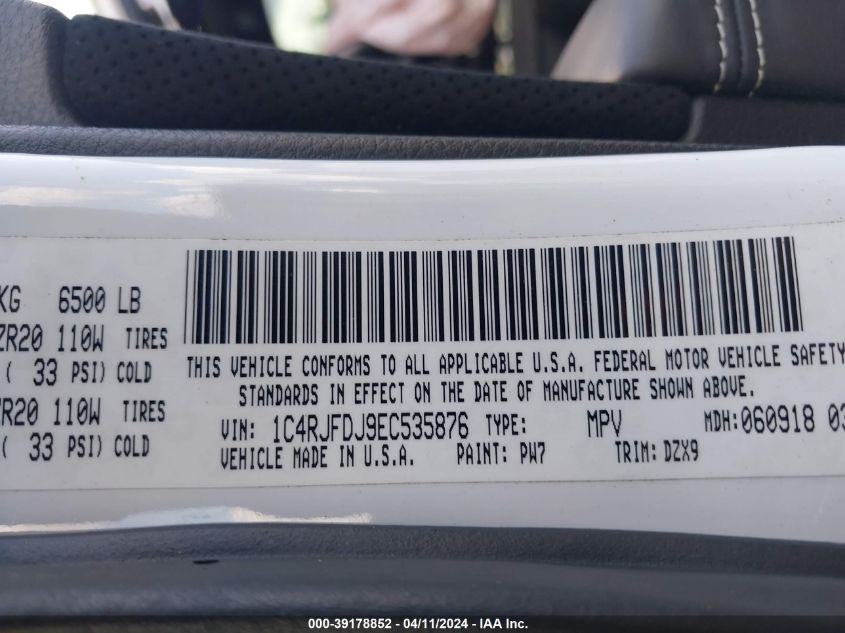 KG 6500 LB
ZR20 110W TIRES
( 33 PSI) COLD
ZR20 110W TIRES
( 33 PSI) COLD
THIS VEHICLE CONFORMS TO ALL APPLICABLE U.S.A. FEDERAL MOTOR VEHICLE SAFETY
STANDARDS IN EFFECT ON THE DATE OF MANUFACTURE SHOWN ABOVE.
VIN: 1C4RJFDJ9EC535876 TYPE: MPV MDH:060918 03
VEHICLE MADE IN U.S.A. PAINT: PW7 TRIM: DZX9
000-39178852 - 04/11/2024 - IAA Inc.